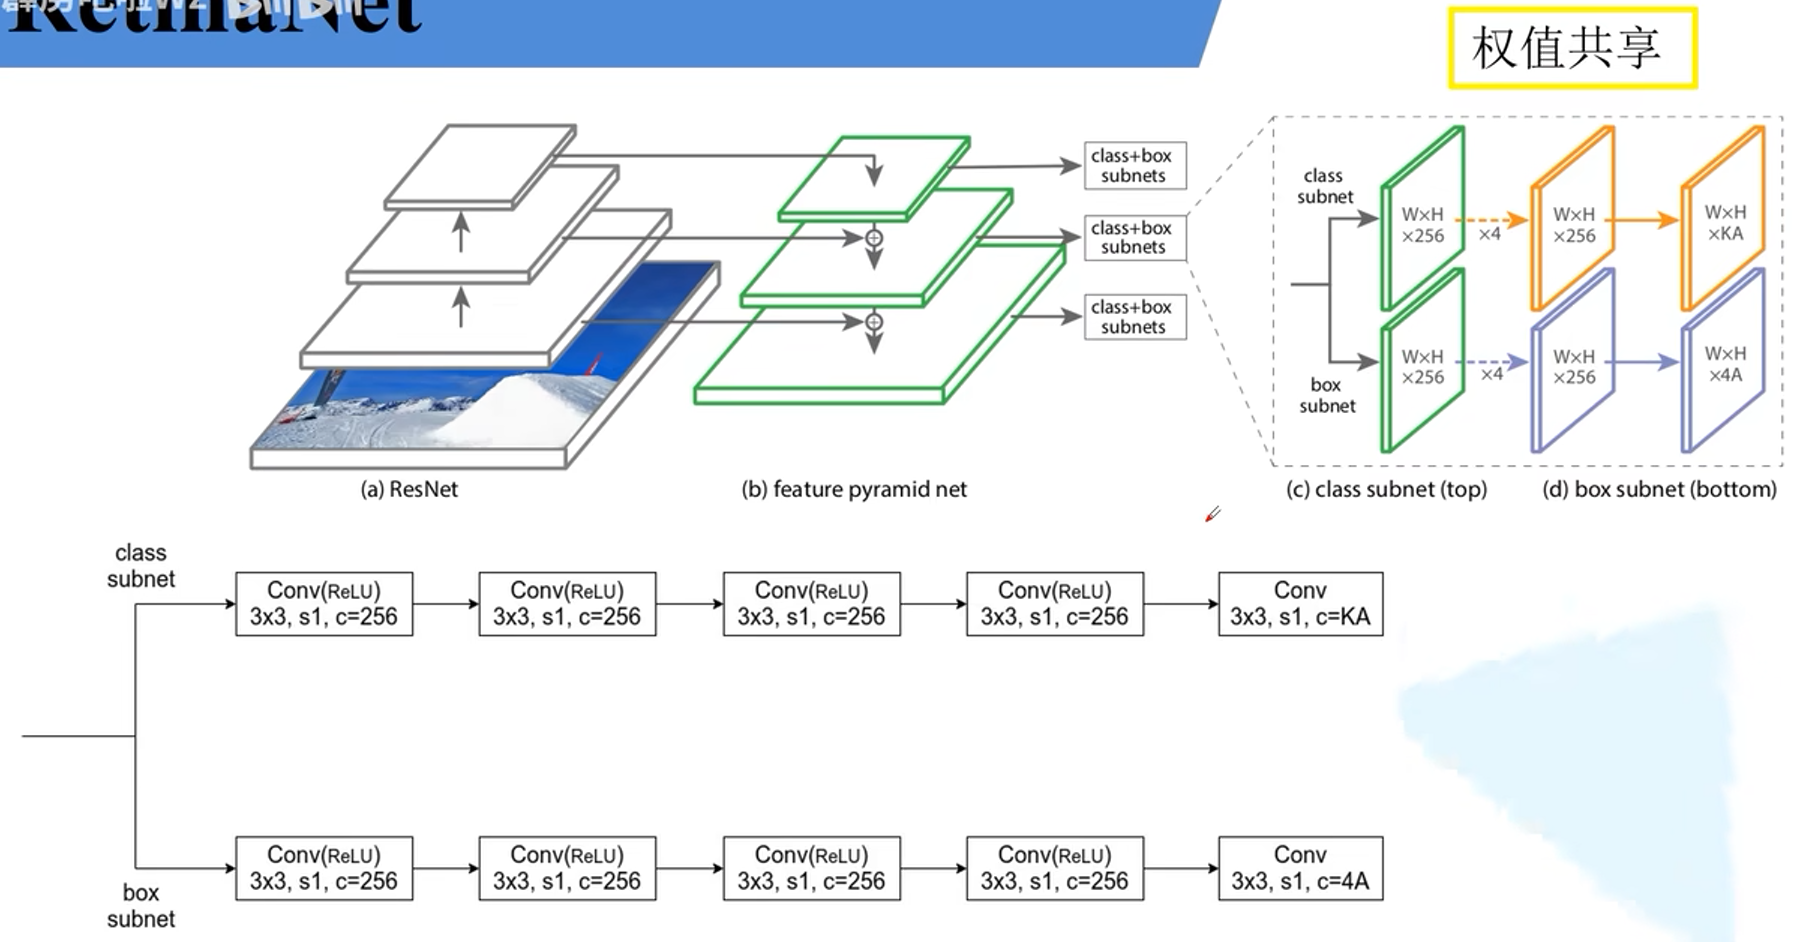 RetinaNet
权值共享
class+box
subnets
class+box
subnets
class+box
subnets
class
subnet
W×H
×256
×4
W×H
×256
W×H
×KA
box
subnet
W×H
×256
×4
W×H
×256
W×H
×4A
(a) ResNet
(b) feature pyramid net
(c) class subnet (top)
(d) box subnet (bottom)
class
subnet
Conv(ReLU)
3x3, s1, c=256
Conv(ReLU)
3x3, s1, c=256
Conv(ReLU)
3x3, s1, c=256
Conv(ReLU)
3x3, s1, c=256
Conv
3x3, s1, c=KA
box
subnet
Conv(ReLU)
3x3, s1, c=256
Conv(ReLU)
3x3, s1, c=256
Conv(ReLU)
3x3, s1, c=256
Conv(ReLU)
3x3, s1, c=256
Conv
3x3, s1, c=4A